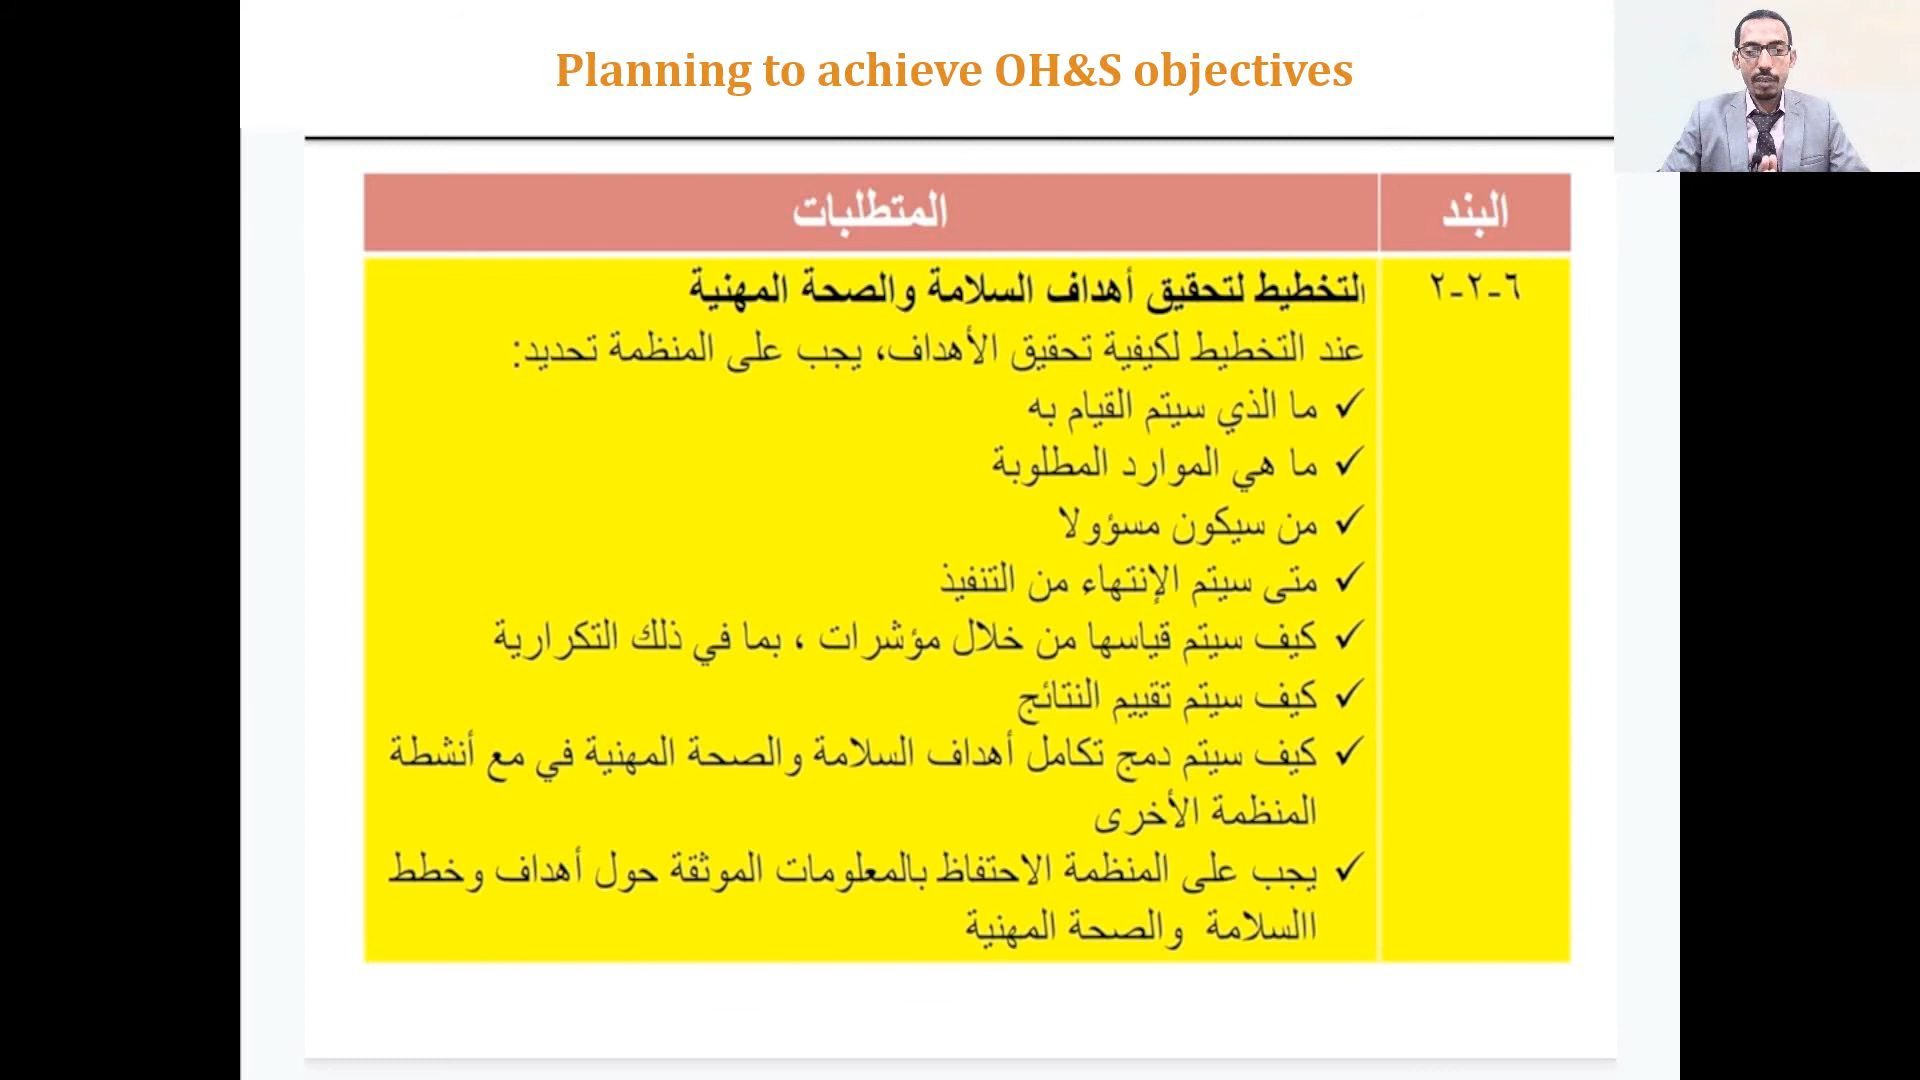 Planning to achieve OH&S objectives
البند
المتطلبات
٦-٢-٢
التخطيط لتحقيق أهداف السلامة والصحة المهنية
عند التخطيط لكيفية تحقيق الأهداف، يجب على المنظمة تحديد:
✓ ما الذي سيتم القيام به
✓ ما هي الموارد المطلوبة
✓ من سيكون مسؤولا
✓ متى سيتم الإنتهاء من التنفيذ
✓ كيف سيتم قياسها من خلال مؤشرات ، بما في ذلك التكرارية
✓ كيف سيتم تقييم النتائج
✓ كيف سيتم دمج تكامل أهداف السلامة والصحة المهنية في مع أنشطة
المنظمة الأخرى
✓ يجب على المنظمة الاحتفاظ بالمعلومات الموثقة حول أهداف وخطط
االسلامة والصحة المهنية